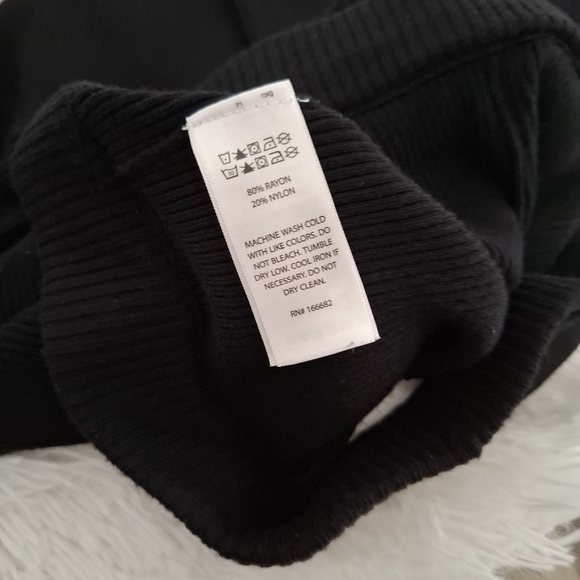 80% RAYON
20% NYLON
MACHINE WASH COLD
WITH LIKE COLORS. DO
NOT BLEACH. TUMBLE
DRY LOW. COOL IRON IF
NECESSARY. DO NOT
DRY CLEAN.
RN# 166682